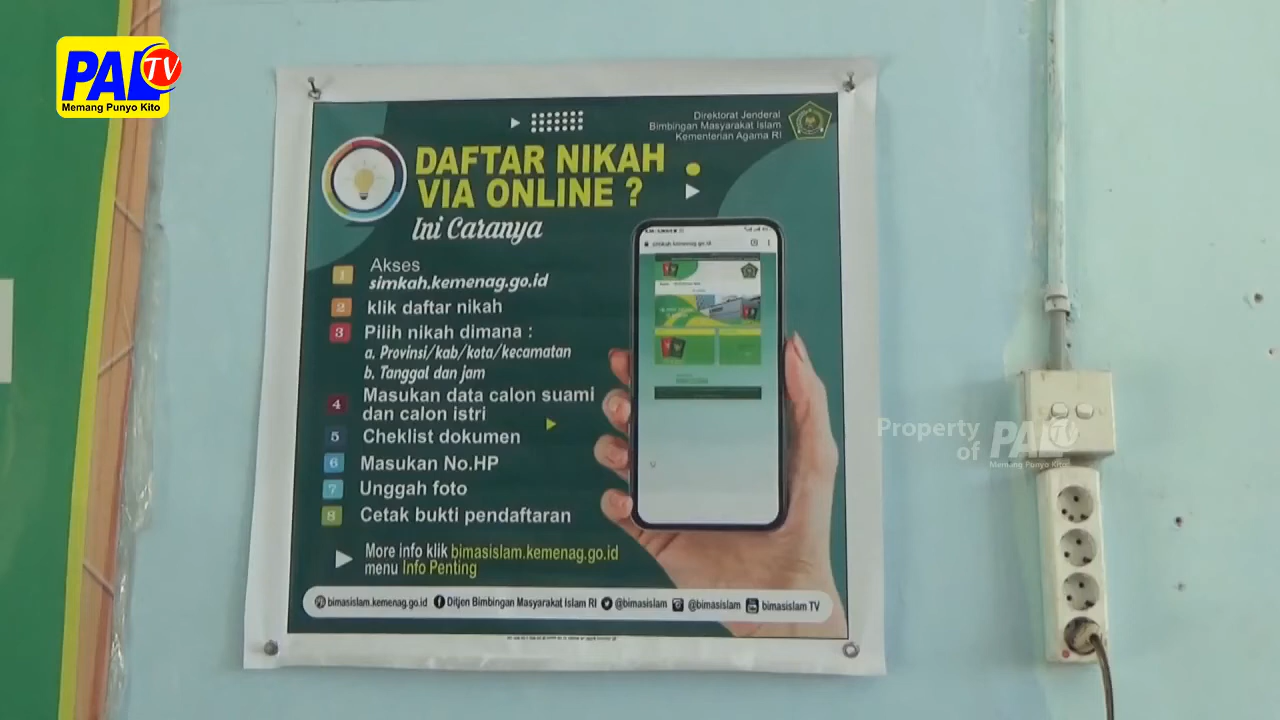 PAL TV
Memang Punyo Kito
Direktorat Jenderal
Bimbingan Masyarakat Islam
Kementerian Agama RI
DAFTAR NIKAH
VIA ONLINE ?
Ini Caranya
1 Akses
simkah.kemenag.go.id
2 klik daftar nikah
3 Pilih nikah dimana :
a. Provinsi/kab/kota/kecamatan
b. Tanggal dan jam
4 Masukan data calon suami
dan calon istri
5 Cheklist dokumen
6 Masukan No.HP
7 Unggah foto
8 Cetak bukti pendaftaran
More info klik bimasislam.kemenag.go.id
menu Info Penting
bimasislam.kemenag.go.id Ditjen Bimbingan Masyarakat Islam RI @bimasislam @bimasislam bimasislam TV
simkah.kemenag.go.id
Property
of PAL TV
Memang Punyo Kito